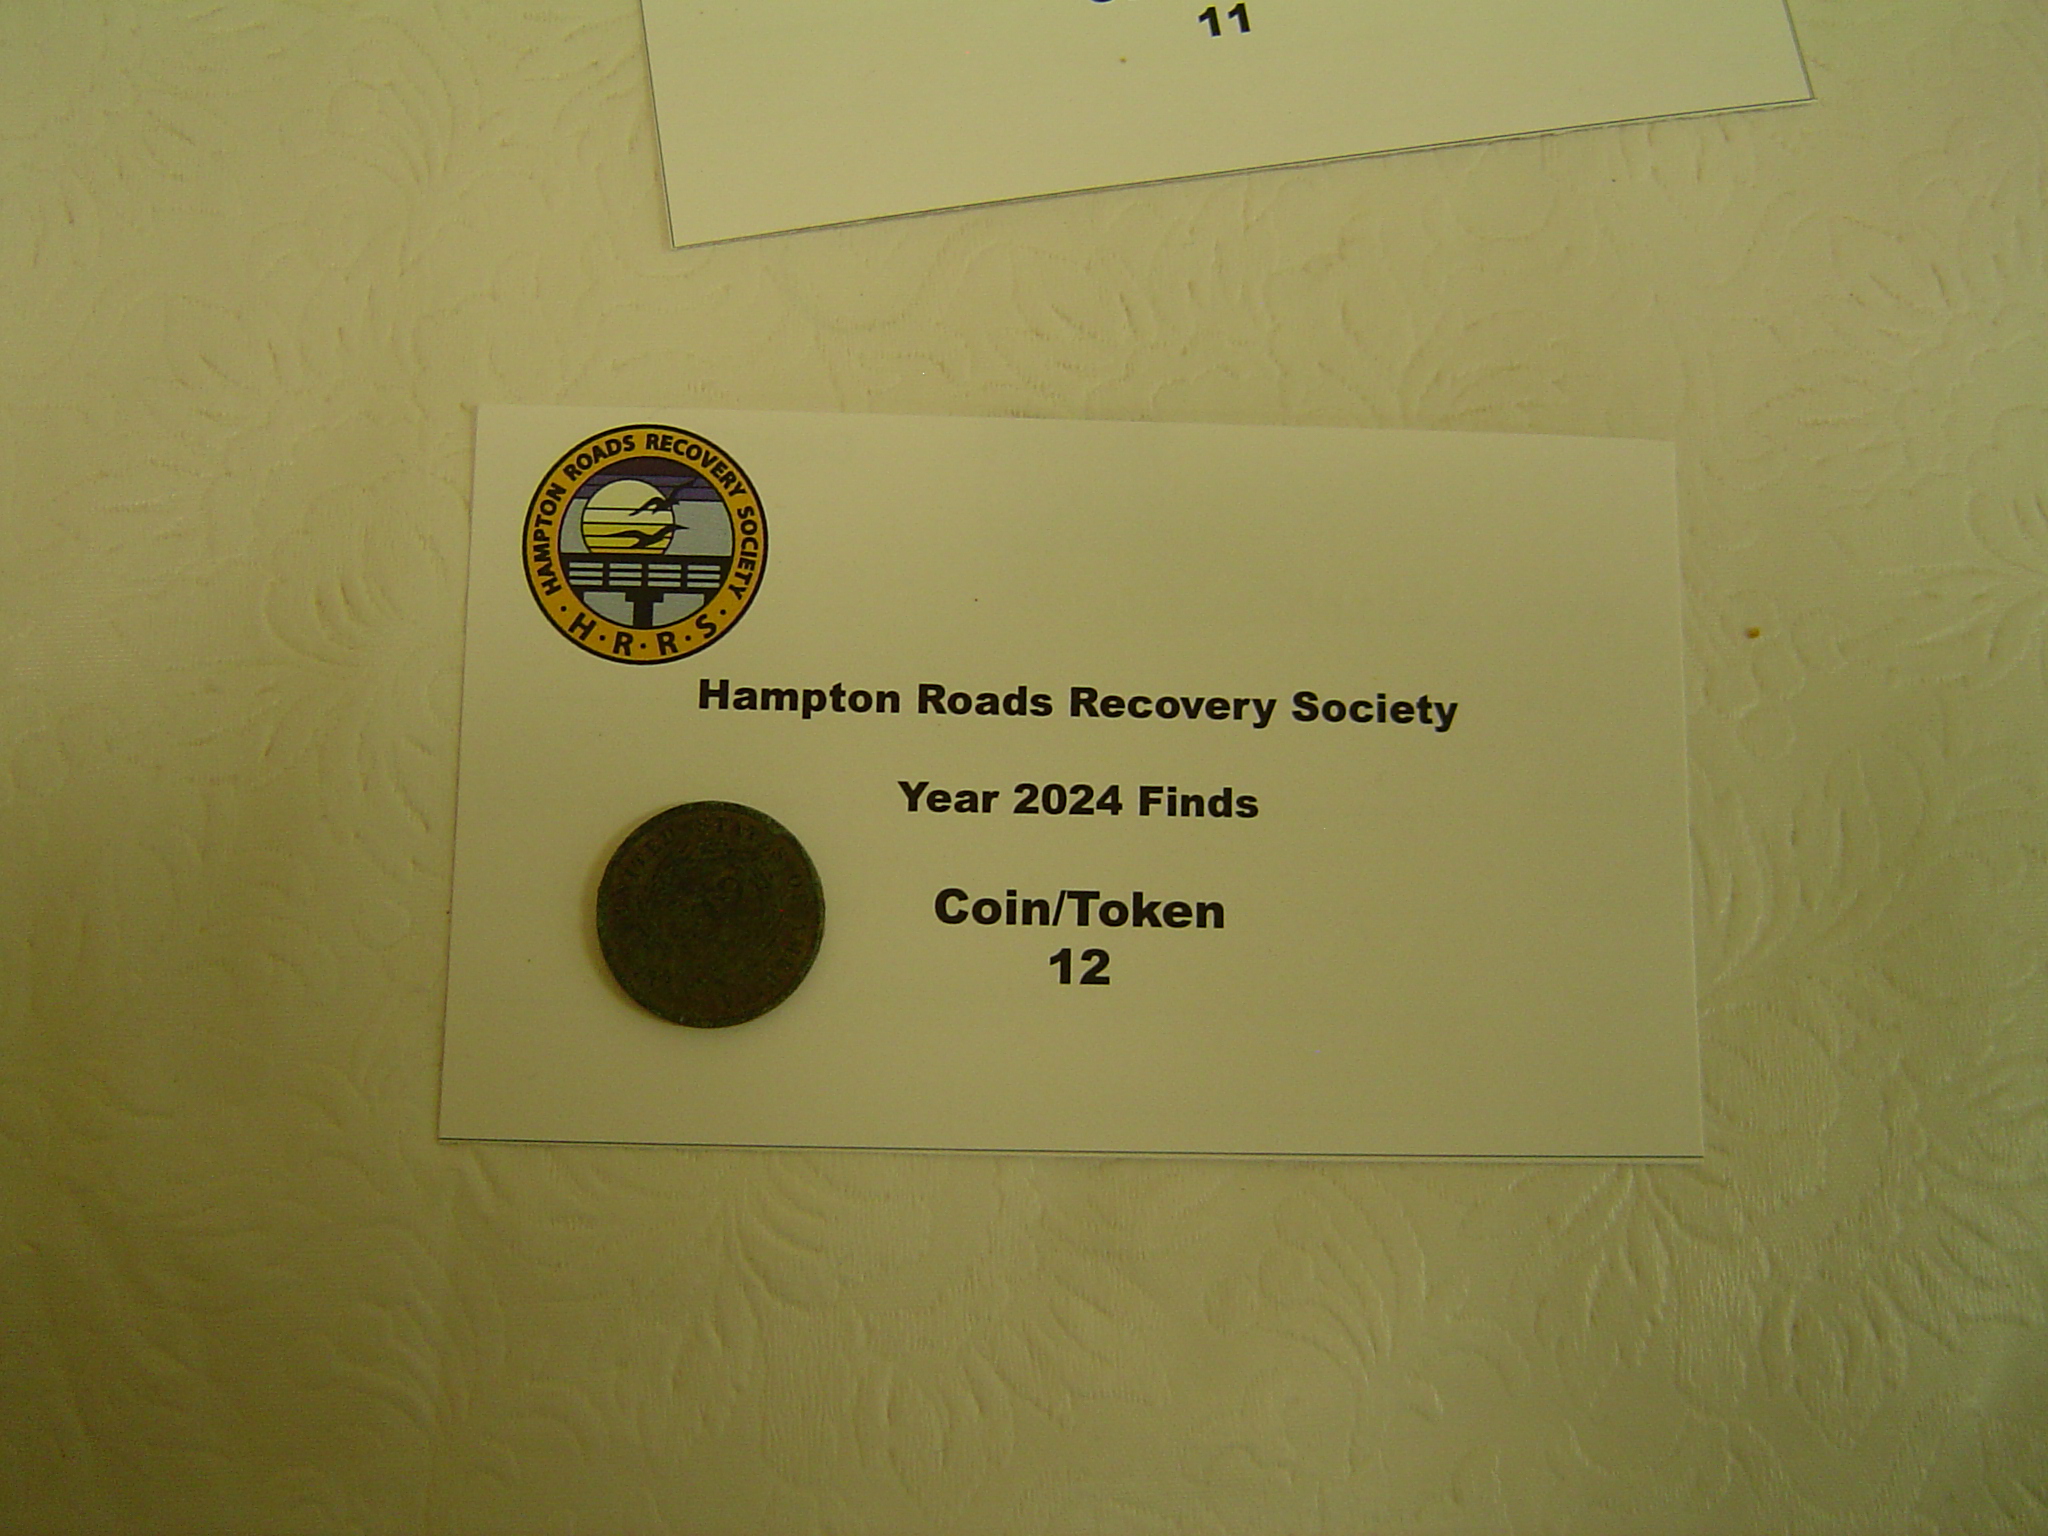 11
HAMPTON ROADS RECOVERY SOCIETY
H · R · R · S
Hampton Roads Recovery Society
Year 2024 Finds
Coin/Token
12